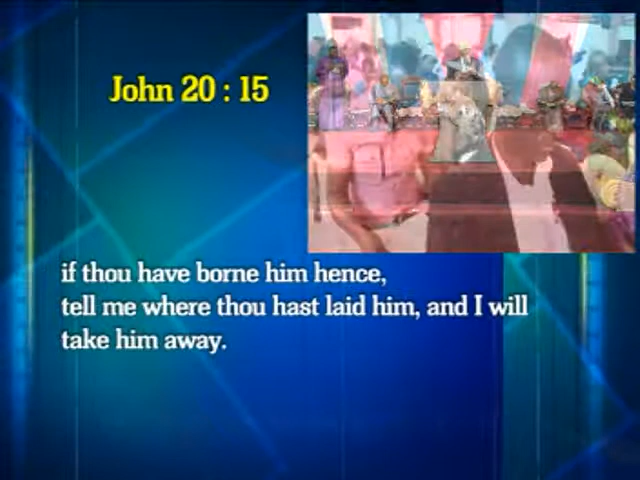 John 20 : 15
if thou have borne him hence,
tell me where thou hast laid him, and I will
take him away.